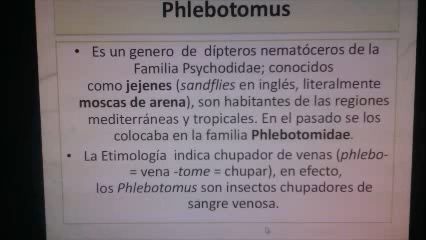 Phlebotomus
• Es un genero de dípteros nematóceros de la
Familia Psychodidae; conocidos
como jejenes (sandflies en inglés, literalmente
moscas de arena), son habitantes de las regiones
mediterráneas y tropicales. En el pasado se los
colocaba en la familia Phlebotomidae.
• La Etimología indica chupador de venas (phlebo-
= vena -tome = chupar), en efecto,
los Phlebotomus son insectos chupadores de
sangre venosa.